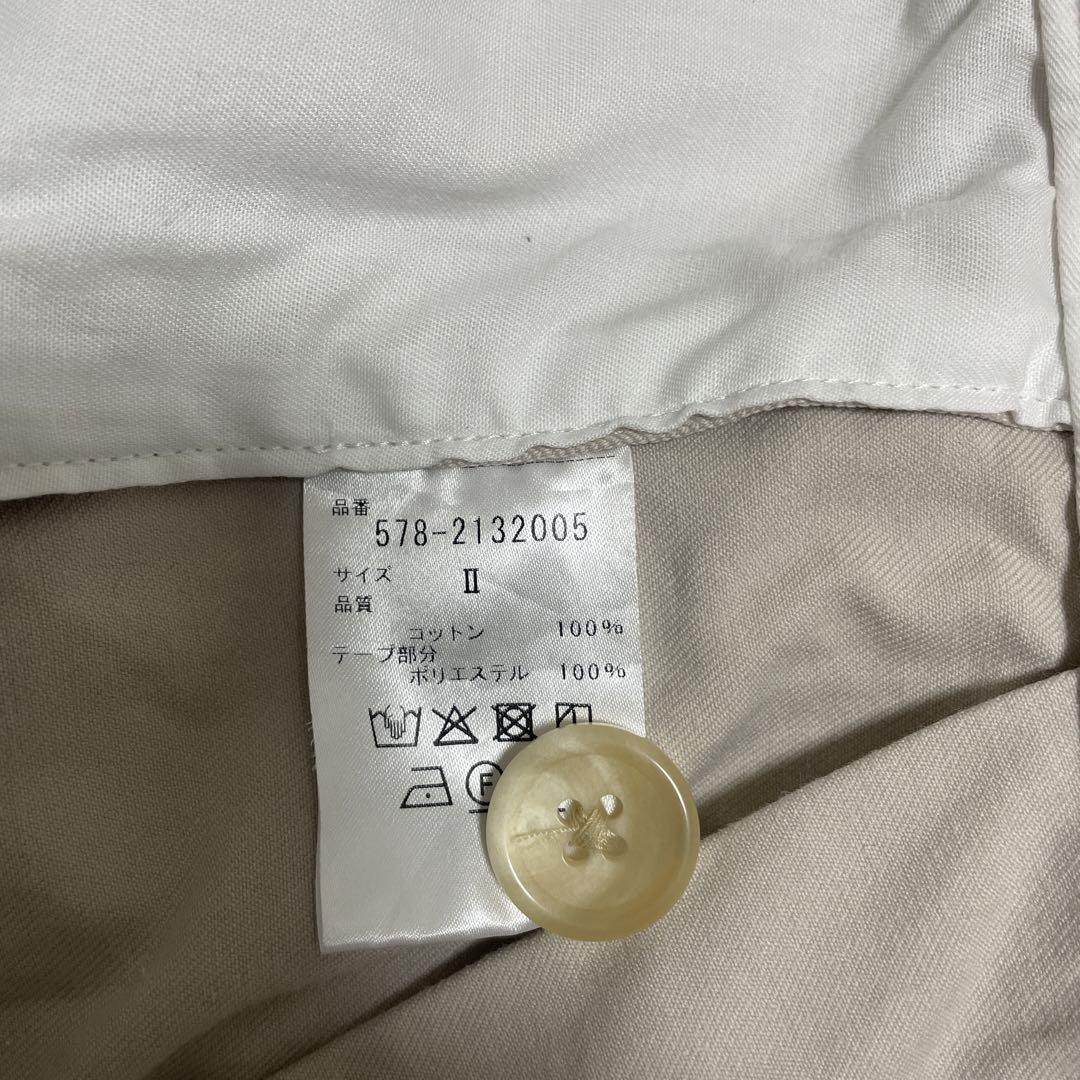 品番
578-2132005
サイズ Ⅱ
品質
コットン 100%
テープ部分
ポリエステル 100%
F